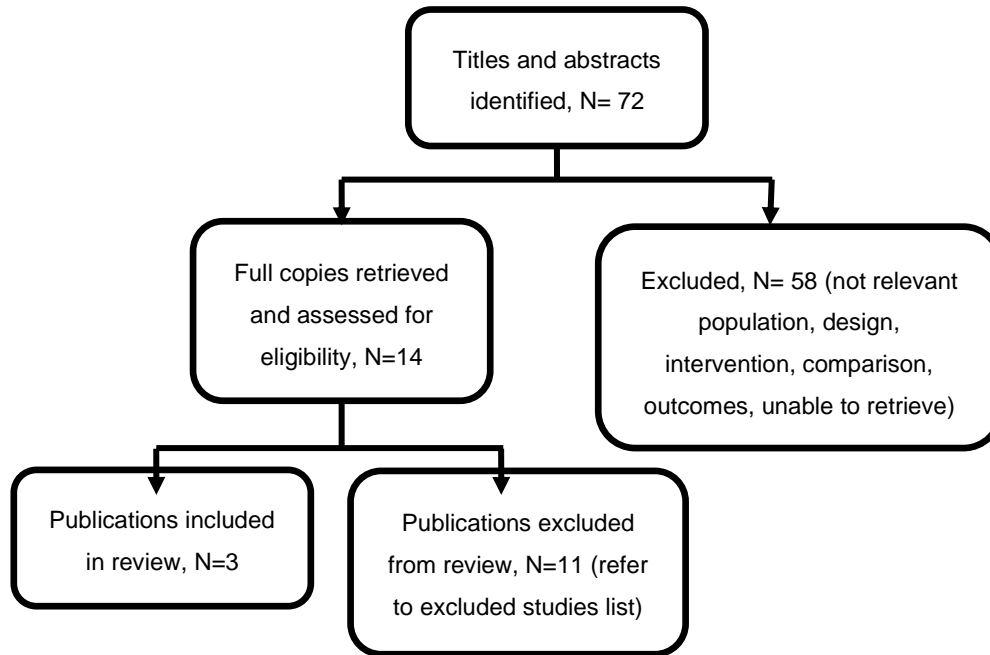 Titles and abstracts
identified, N= 72
Full copies retrieved
and assessed for
eligibility, N=14
Excluded, N= 58 (not relevant
population, design,
intervention, comparison,
outcomes, unable to retrieve)
Publications included
in review, N=3
Publications excluded
from review, N=11 (refer
to excluded studies list)